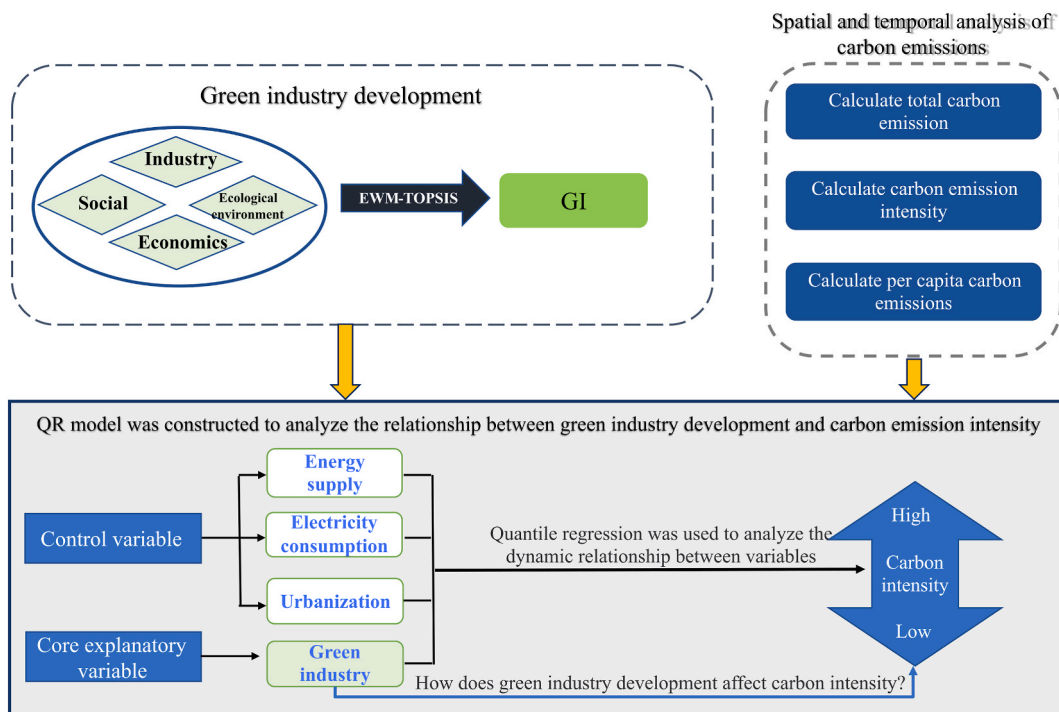 Spatial and temporal analysis of
carbon emissions
Green industry development
Industry
Social
Ecological
environment
Economics
EWM-TOPSIS
GI
Calculate total carbon
emission
Calculate carbon emission
intensity
Calculate per capita carbon
emissions
QR model was constructed to analyze the relationship between green industry development and carbon emission intensity
Control variable
Energy
supply
Electricity
consumption
Urbanization
Core explanatory
variable
Green
industry
Quantile regression was used to analyze the
dynamic relationship between variables
High
Carbon
intensity
Low
How does green industry development affect carbon intensity?